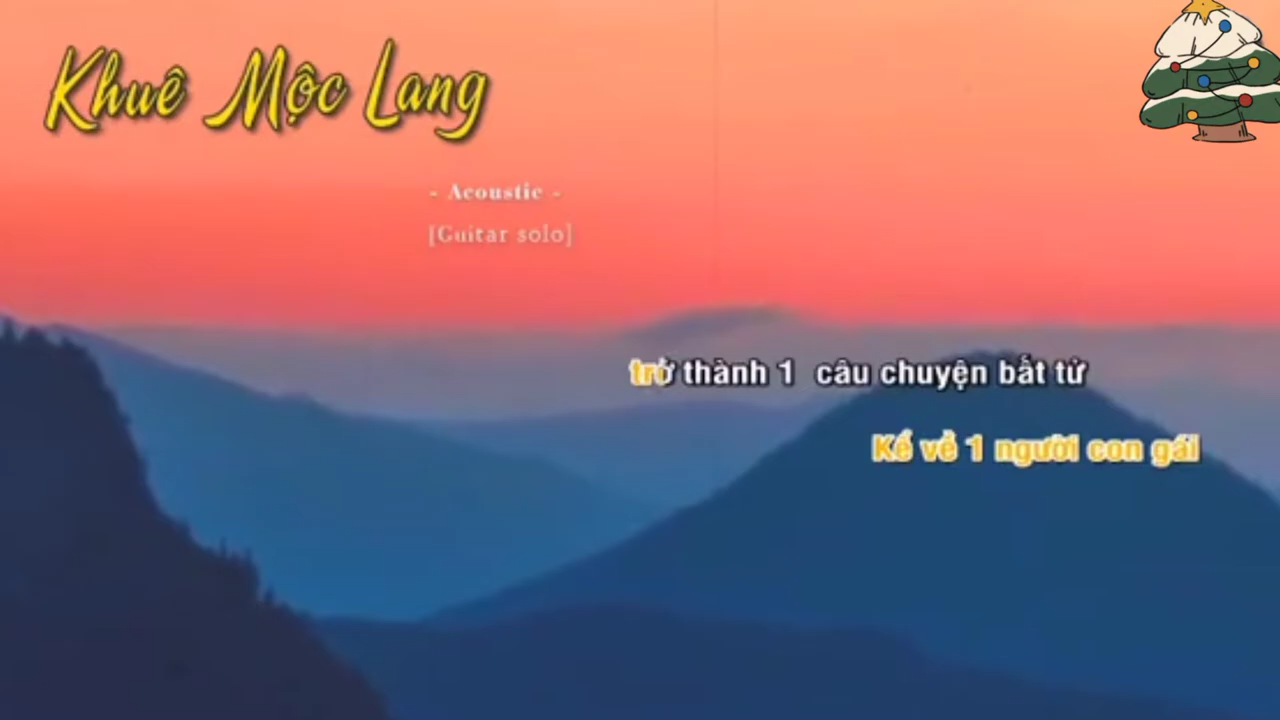 Khuê Mộc Lang
- Acoustic -
[Guitar solo]
trở thành 1 câu chuyện bất tử
Kể về 1 người con gái